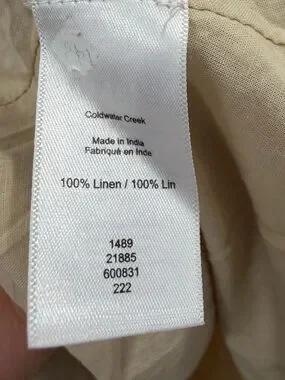 Coldwater Creek
Made in India
Fabriqué en Inde
100% Linen / 100% Lin
1489
21885
600831
222